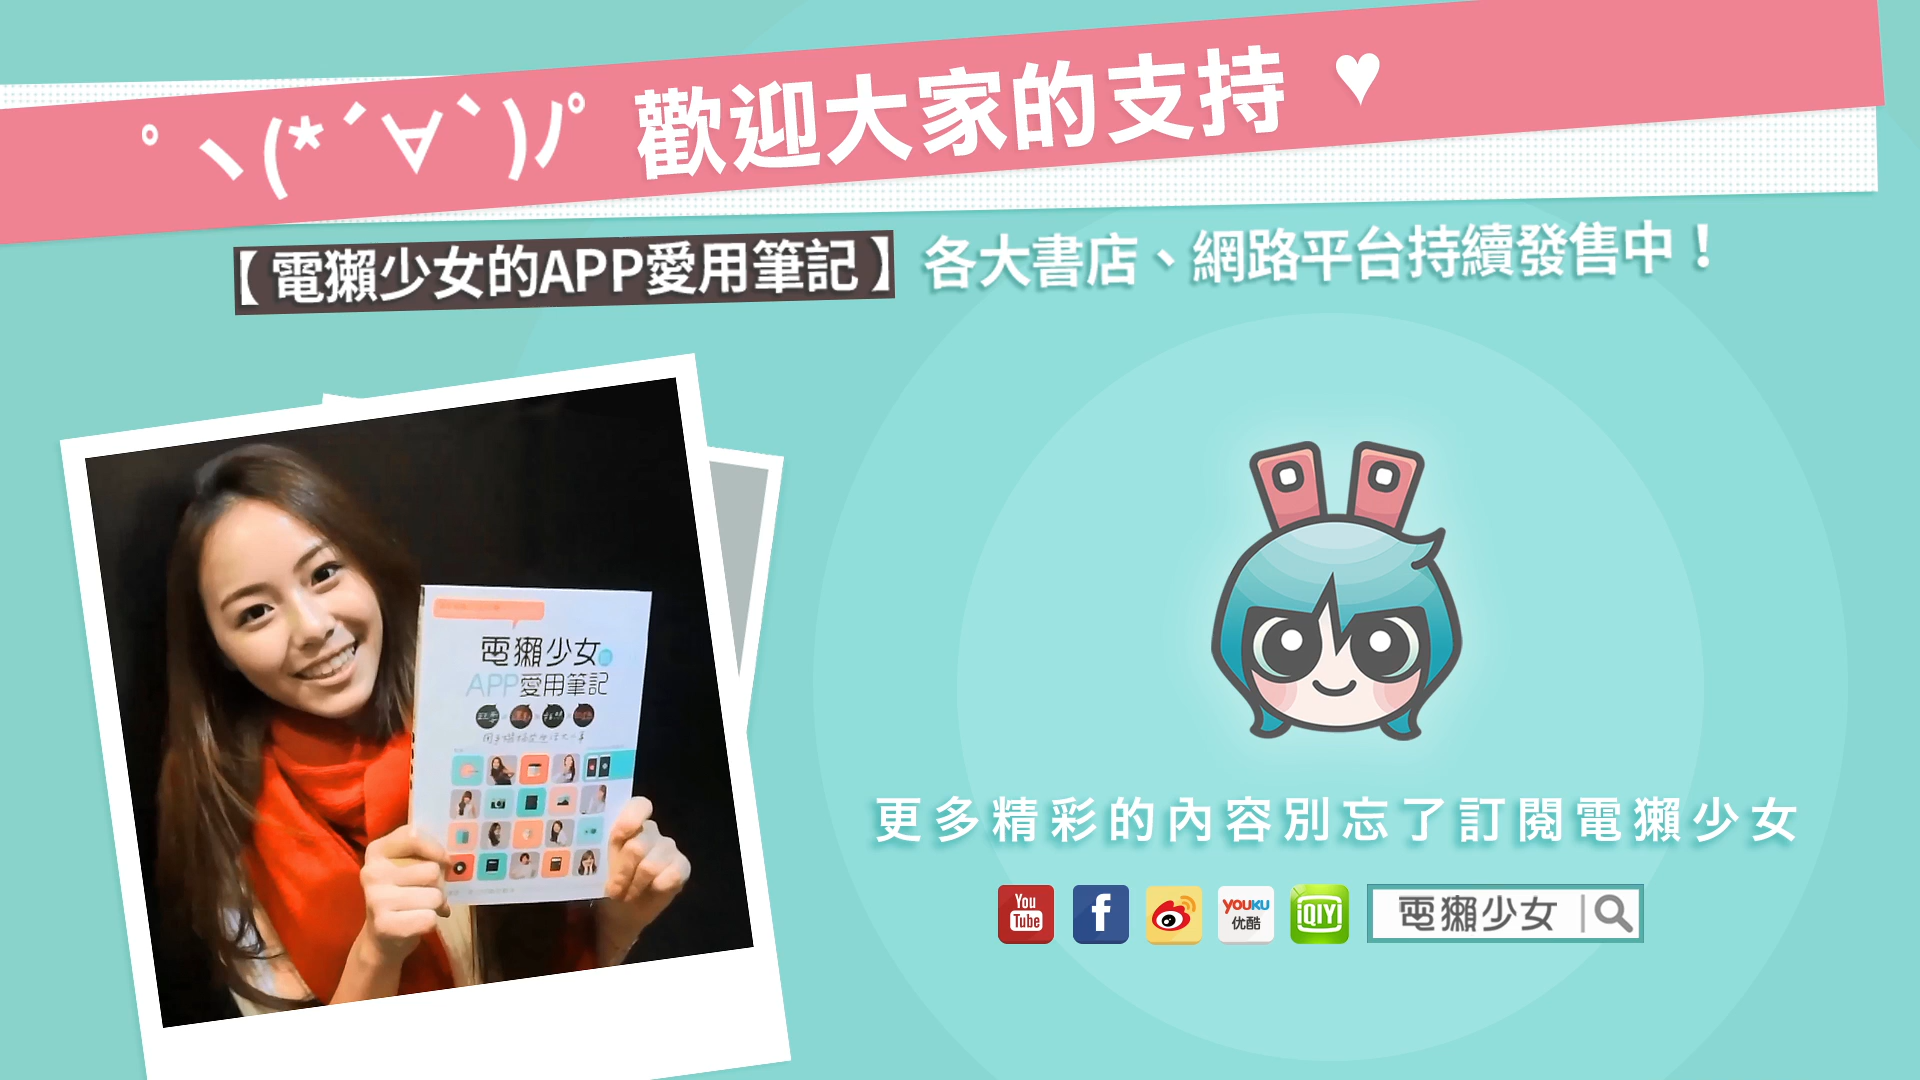 ゜ヽ(*´∀`)ノ゜ 歡迎大家的支持 ♥
【電獺少女的APP愛用筆記】 各大書店、網路平台持續發售中！
電獺少女
APP愛用筆記
更多精彩的內容別忘了訂閱電獺少女
You Tube
f
YOUKU
优酷
iQIYI
電獺少女